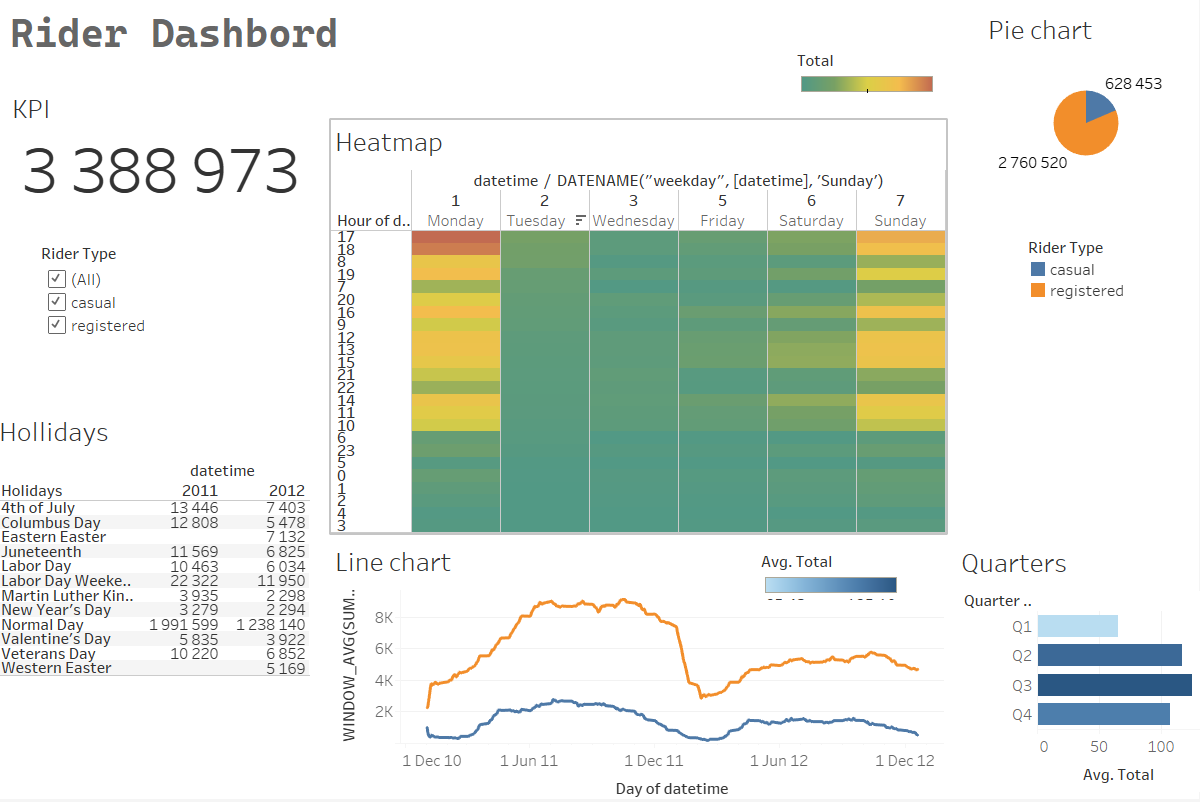 Rider Dashbord
KPI
3 388 973
Rider Type
(All)
casual
registered
Hollidays
datetime
Holidays 2011 2012
4th of July 13 446 7 403
Columbus Day 12 808 5 478
Eastern Easter 7 132
Juneteenth 11 569 6 825
Labor Day 10 463 6 034
Labor Day Weeke.. 22 322 11 950
Martin Luther Kin.. 3 935 2 298
New Year's Day 3 279 2 294
Normal Day 1 991 599 1 238 140
Valentine's Day 5 835 3 922
Veterans Day 10 220 6 852
Western Easter 5 169
Total
Heatmap
datetime / DATENAME("weekday", [datetime], 'Sunday')
1 2 3 5 6 7
Hour of d.. Monday Tuesday Wednesday Friday Saturday Sunday
17
18
8
19
7
20
16
9
12
13
15
21
22
14
11
10
6
23
5
0
1
2
4
3
Line chart
Avg. Total
WINDOW_AVG(SUM..
8K
6K
4K
2K
1 Dec 10 1 Jun 11 1 Dec 11 1 Jun 12 1 Dec 12
Day of datetime
Pie chart
628 453
2 760 520
Rider Type
casual
registered
Quarters
Quarter ..
Q1
Q2
Q3
Q4
0 50 100
Avg. Total